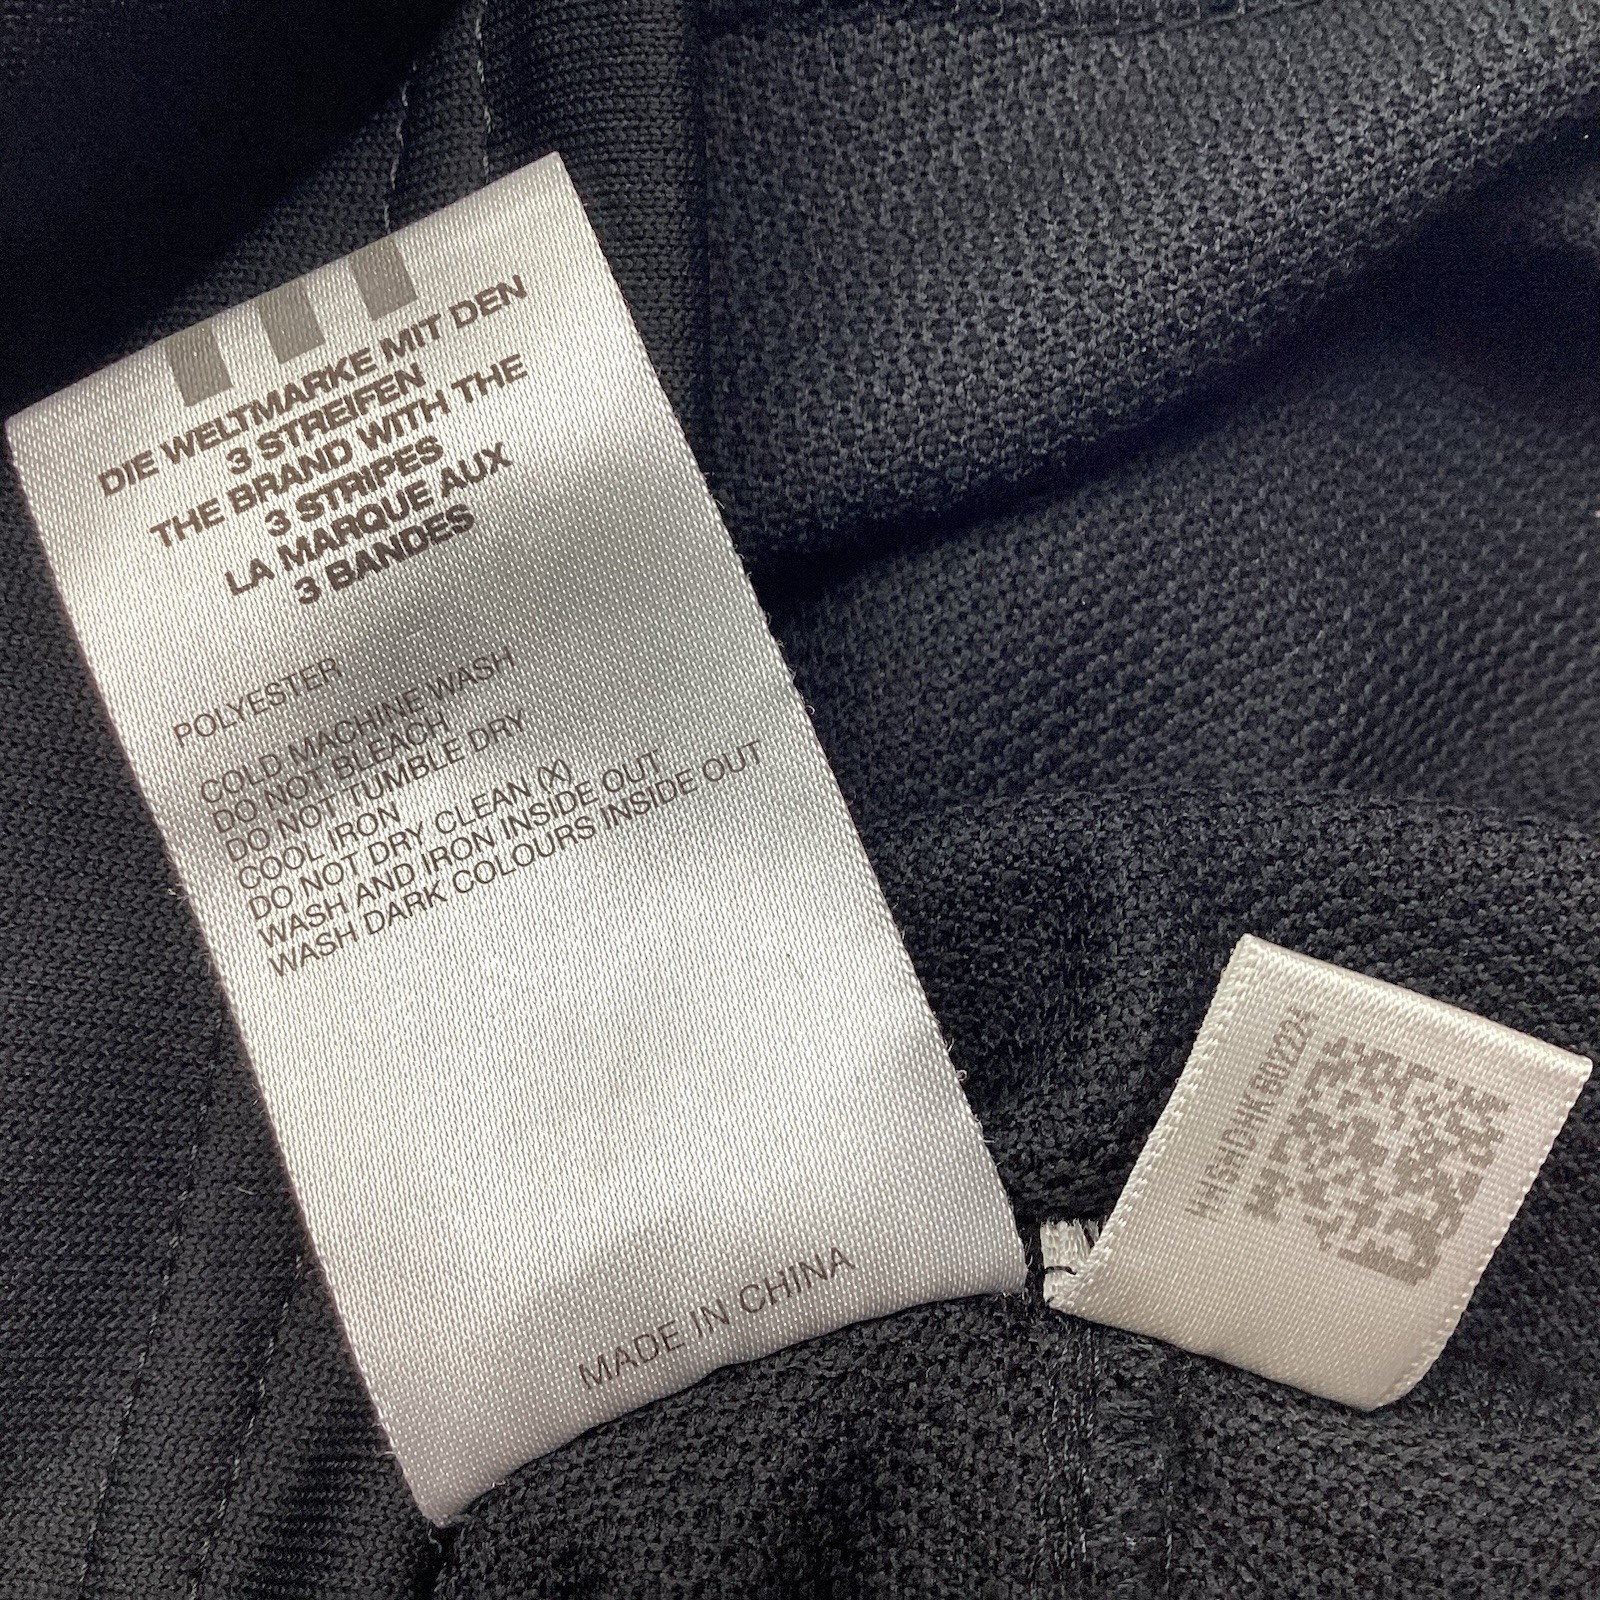 DIE WELTMARKE MIT DEN
3 STREIFEN
THE BRAND WITH THE
3 STRIPES
LA MARQUE AUX
3 BANDES
POLYESTER
COLD MACHINE WASH
DO NOT BLEACH
DO NOT TUMBLE DRY
COOL IRON
DO NOT DRY CLEAN (X)
WASH AND IRON INSIDE OUT
WASH DARK COLOURS INSIDE OUT
MADE IN CHINA